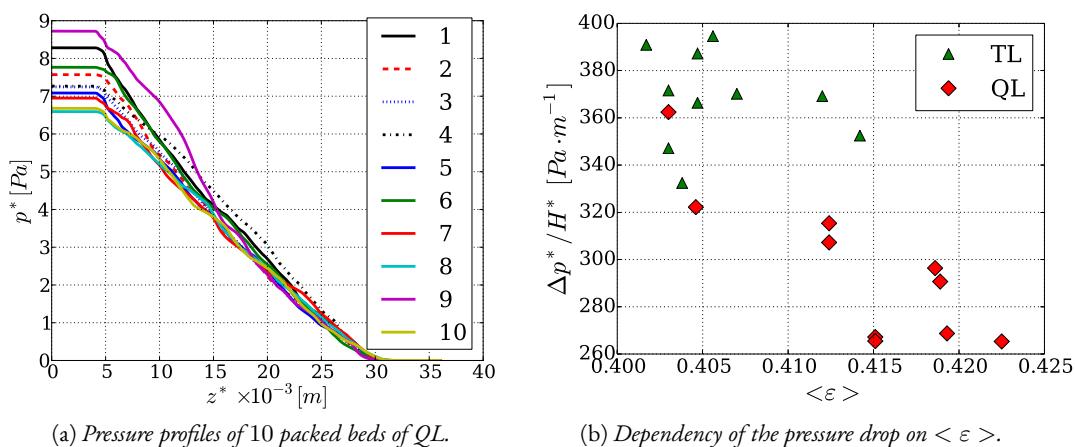 9
8
7
6
5
4
3
2
1
0
p* [Pa]
0 5 10 15 20 25 30 35 40
z* ×10⁻³ [m]
1
2
3
4
5
6
7
8
9
10
(a) Pressure profiles of 10 packed beds of QL.
400
380
360
340
320
300
280
260
Δp*/H* [Pa·m⁻¹]
0.400 0.405 0.410 0.415 0.420 0.425
<ε>
TL
QL
(b) Dependency of the pressure drop on < ε >.